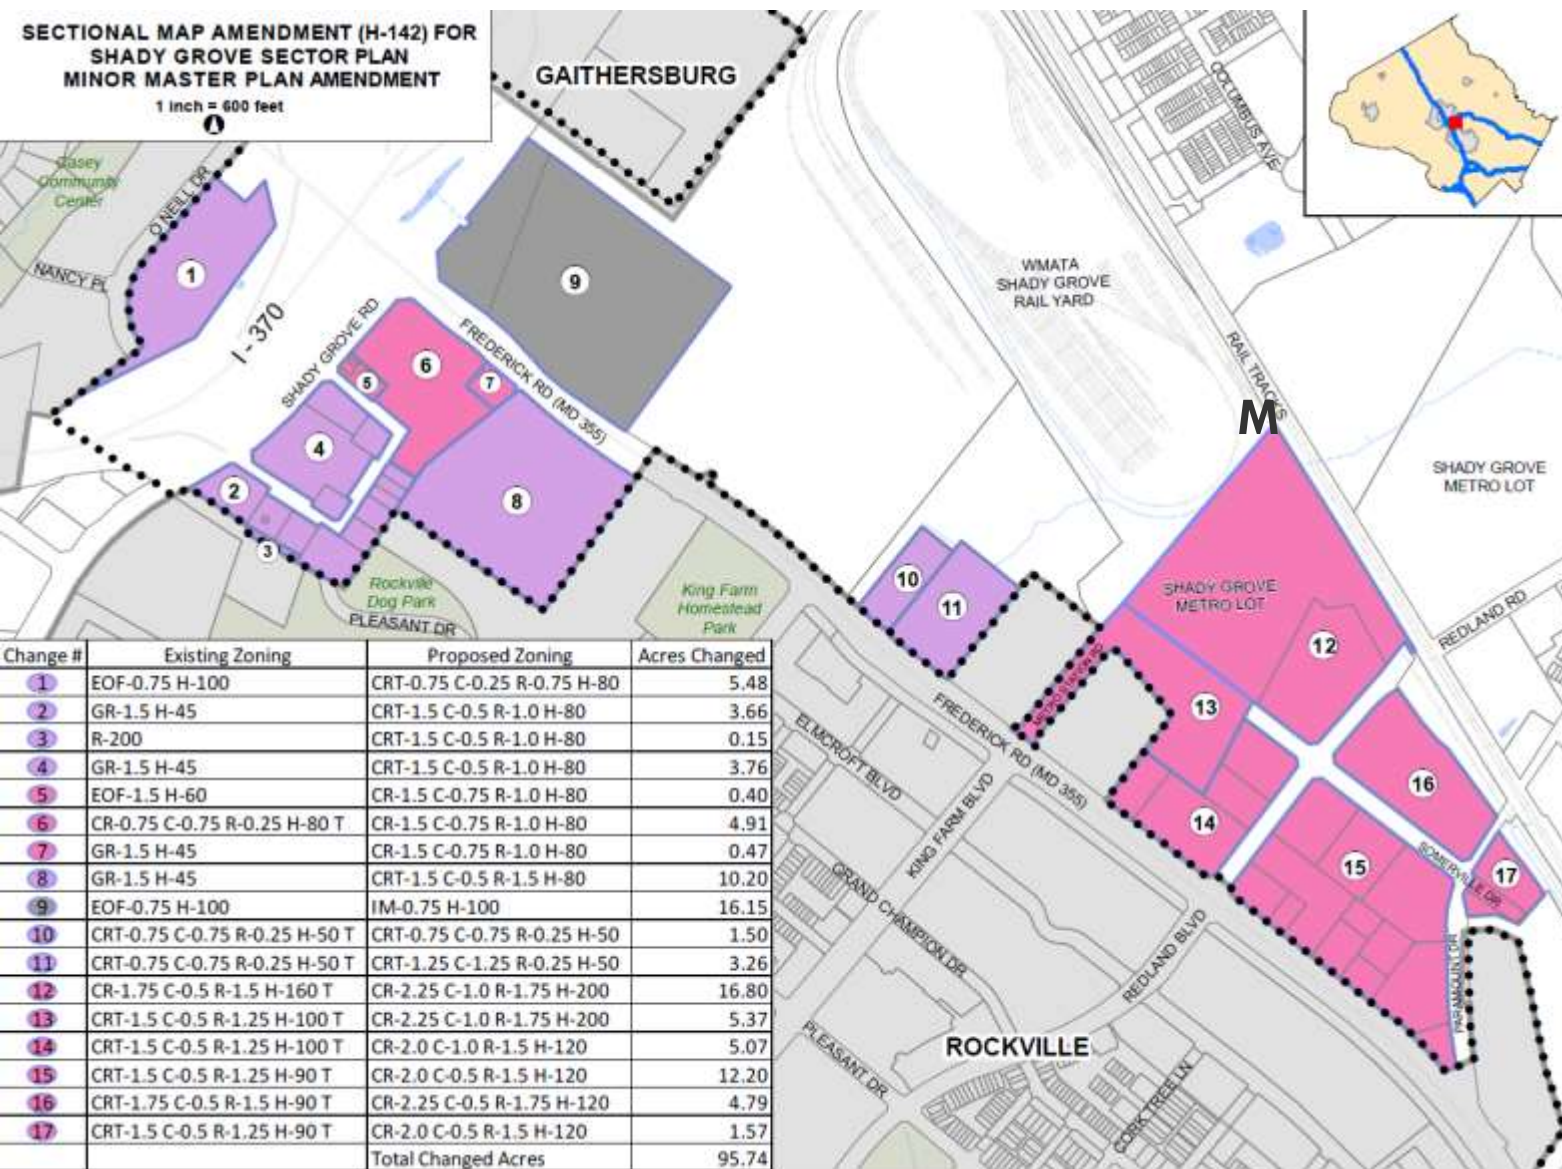 SECTIONAL MAP AMENDMENT (H-142) FOR
SHADY GROVE SECTOR PLAN
MINOR MASTER PLAN AMENDMENT
1 inch = 600 feet
GAITHERSBURG
COLUMBUS AVE
Casey
Community
Center
O NEILL DR
NANCY PL
1
I - 370
SHADY GROVE RD
FREDERICK RD (MD 355)
9
6
5
7
4
2
3
8
WMATA
SHADY GROVE
RAIL YARD
RAIL TRACKS
M
SHADY GROVE
METRO LOT
SHADY GROVE
METRO LOT
REDLAND RD
Rockville
Dog Park
PLEASANT DR
King Farm
Homestead
Park
10
11
12
METRO STATION RD
13
FREDERICK RD (MD 355)
14
16
15
SOMERVILLE DR
17
PARAMOUNT DR
ELMCROFT BLVD
KING FARM BLVD
GRAND CHAMPION DR
REDLAND BLVD
PLEASANT DR
ROCKVILLE
CORK TREE LN
Change # Existing Zoning Proposed Zoning Acres Changed
1 EOF-0.75 H-100 CRT-0.75 C-0.25 R-0.75 H-80 5.48
2 GR-1.5 H-45 CRT-1.5 C-0.5 R-1.0 H-80 3.66
3 R-200 CRT-1.5 C-0.5 R-1.0 H-80 0.15
4 GR-1.5 H-45 CRT-1.5 C-0.5 R-1.0 H-80 3.76
5 EOF-1.5 H-60 CR-1.5 C-0.75 R-1.0 H-80 0.40
6 CR-0.75 C-0.75 R-0.25 H-80 T CR-1.5 C-0.75 R-1.0 H-80 4.91
7 GR-1.5 H-45 CR-1.5 C-0.75 R-1.0 H-80 0.47
8 GR-1.5 H-45 CRT-1.5 C-0.5 R-1.5 H-80 10.20
9 EOF-0.75 H-100 IM-0.75 H-100 16.15
10 CRT-0.75 C-0.75 R-0.25 H-50 T CRT-0.75 C-0.75 R-0.25 H-50 1.50
11 CRT-0.75 C-0.75 R-0.25 H-50 T CRT-1.25 C-1.25 R-0.25 H-50 3.26
12 CR-1.75 C-0.5 R-1.5 H-160 T CR-2.25 C-1.0 R-1.75 H-200 16.80
13 CRT-1.5 C-0.5 R-1.25 H-100 T CR-2.25 C-1.0 R-1.75 H-200 5.37
14 CRT-1.5 C-0.5 R-1.25 H-100 T CR-2.0 C-1.0 R-1.5 H-120 5.07
15 CRT-1.5 C-0.5 R-1.25 H-90 T CR-2.0 C-0.5 R-1.5 H-120 12.20
16 CRT-1.75 C-0.5 R-1.5 H-90 T CR-2.25 C-0.5 R-1.75 H-120 4.79
17 CRT-1.5 C-0.5 R-1.25 H-90 T CR-2.0 C-0.5 R-1.5 H-120 1.57
Total Changed Acres 95.74